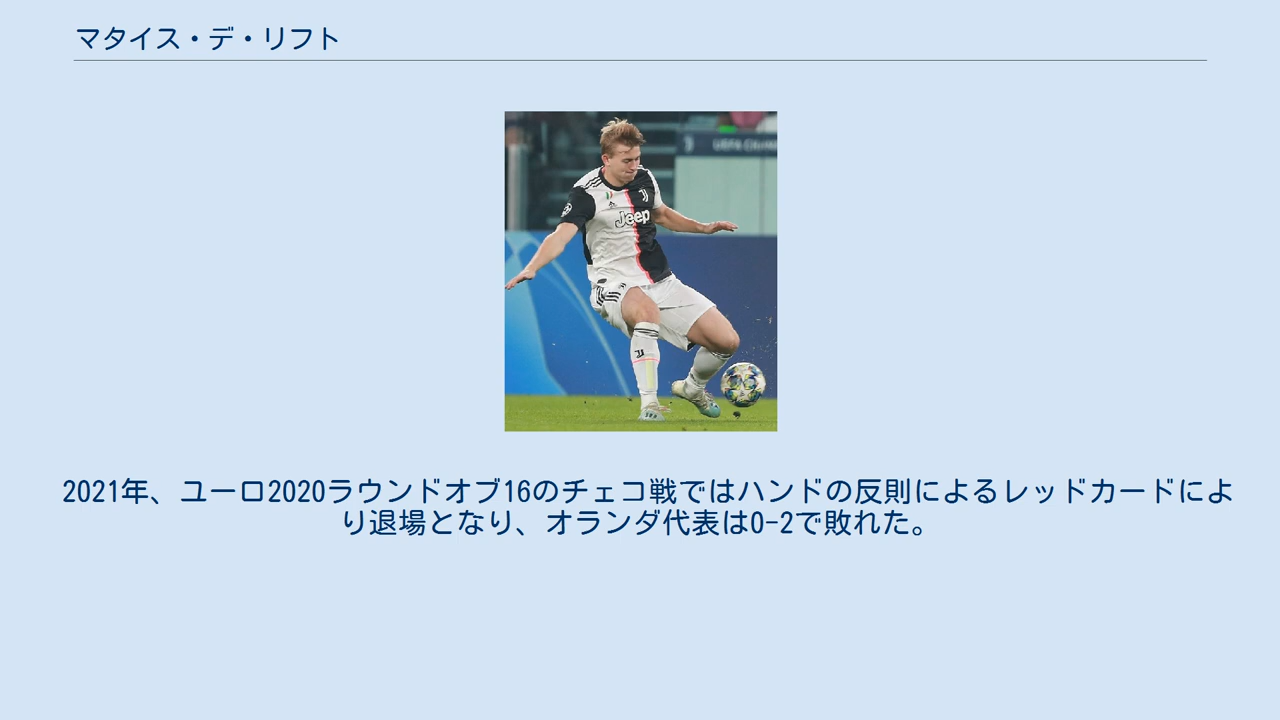 マタイス・デ・リフト
UEFA
Jeep
2021年、ユーロ2020ラウンドオブ16のチェコ戦ではハンドの反則によるレッドカードによ
り退場となり、オランダ代表は0-2で敗れた。